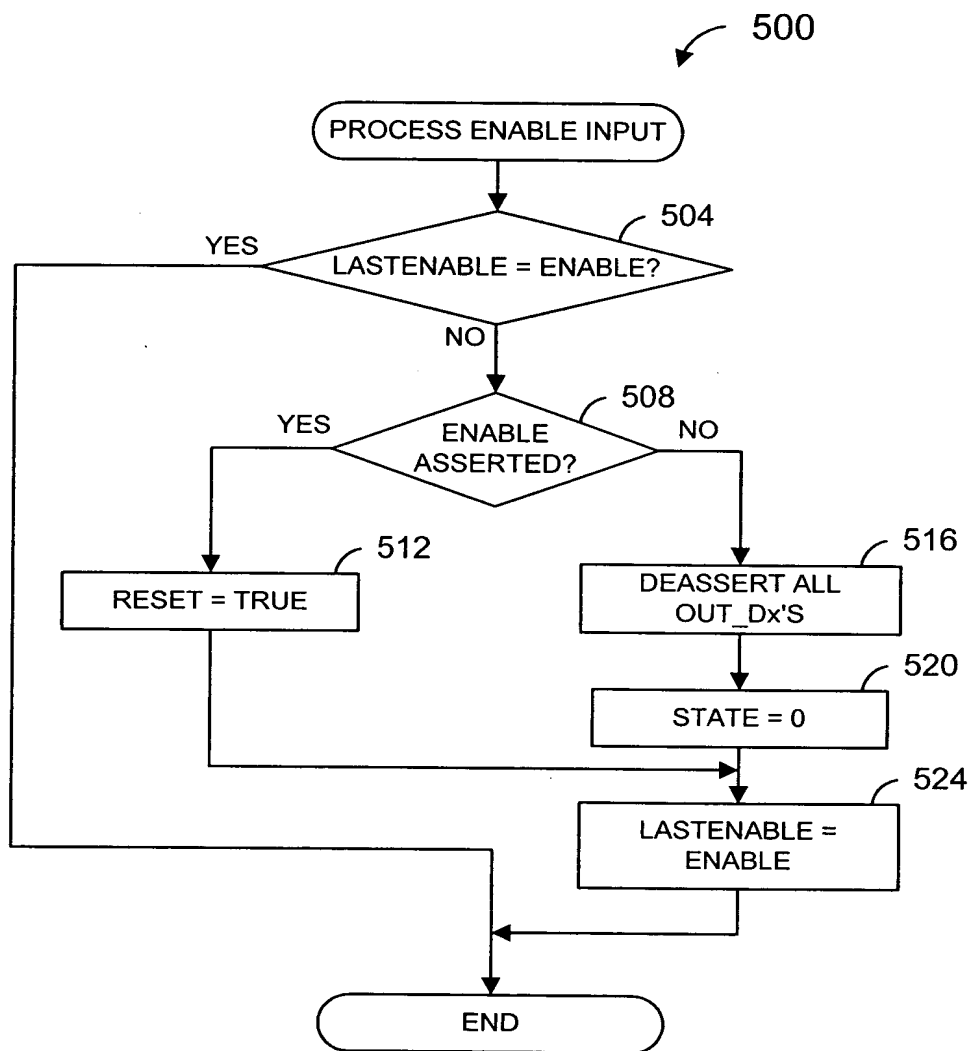 500
PROCESS ENABLE INPUT
504
YES
LASTENABLE = ENABLE?
NO
508
YES
NO
ENABLE
ASSERTED?
512
516
RESET = TRUE
DEASSERT ALL
OUT_Dx'S
520
STATE = 0
524
LASTENABLE =
ENABLE
END